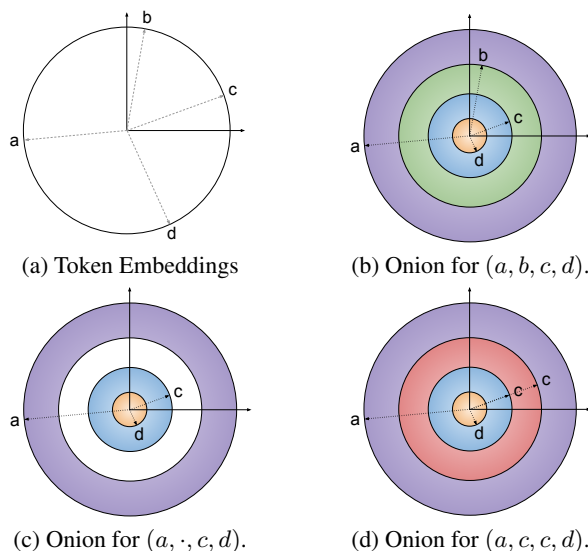 b
c
a
d
(a) Token Embeddings
b
c
a
d
(b) Onion for (a, b, c, d).
c
a
d
(c) Onion for (a, ·, c, d).
c
c
a
d
(d) Onion for (a, c, c, d).